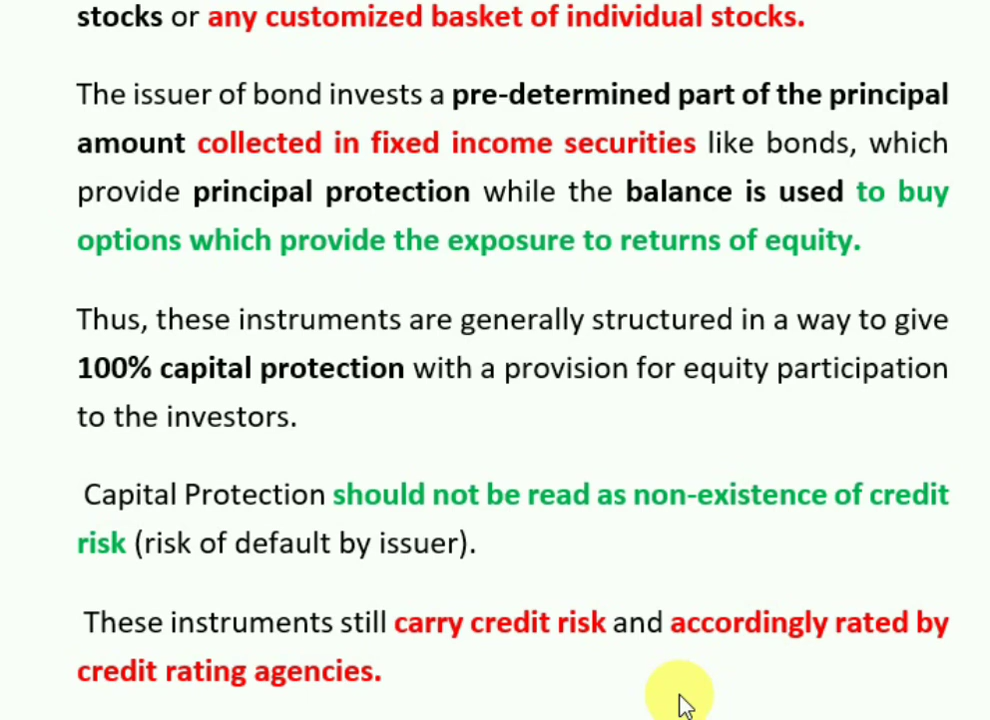 stocks or any customized basket of individual stocks.
The issuer of bond invests a pre-determined part of the principal
amount collected in fixed income securities like bonds, which
provide principal protection while the balance is used to buy
options which provide the exposure to returns of equity.
Thus, these instruments are generally structured in a way to give
100% capital protection with a provision for equity participation
to the investors.
Capital Protection should not be read as non-existence of credit
risk (risk of default by issuer).
These instruments still carry credit risk and accordingly rated by
credit rating agencies.